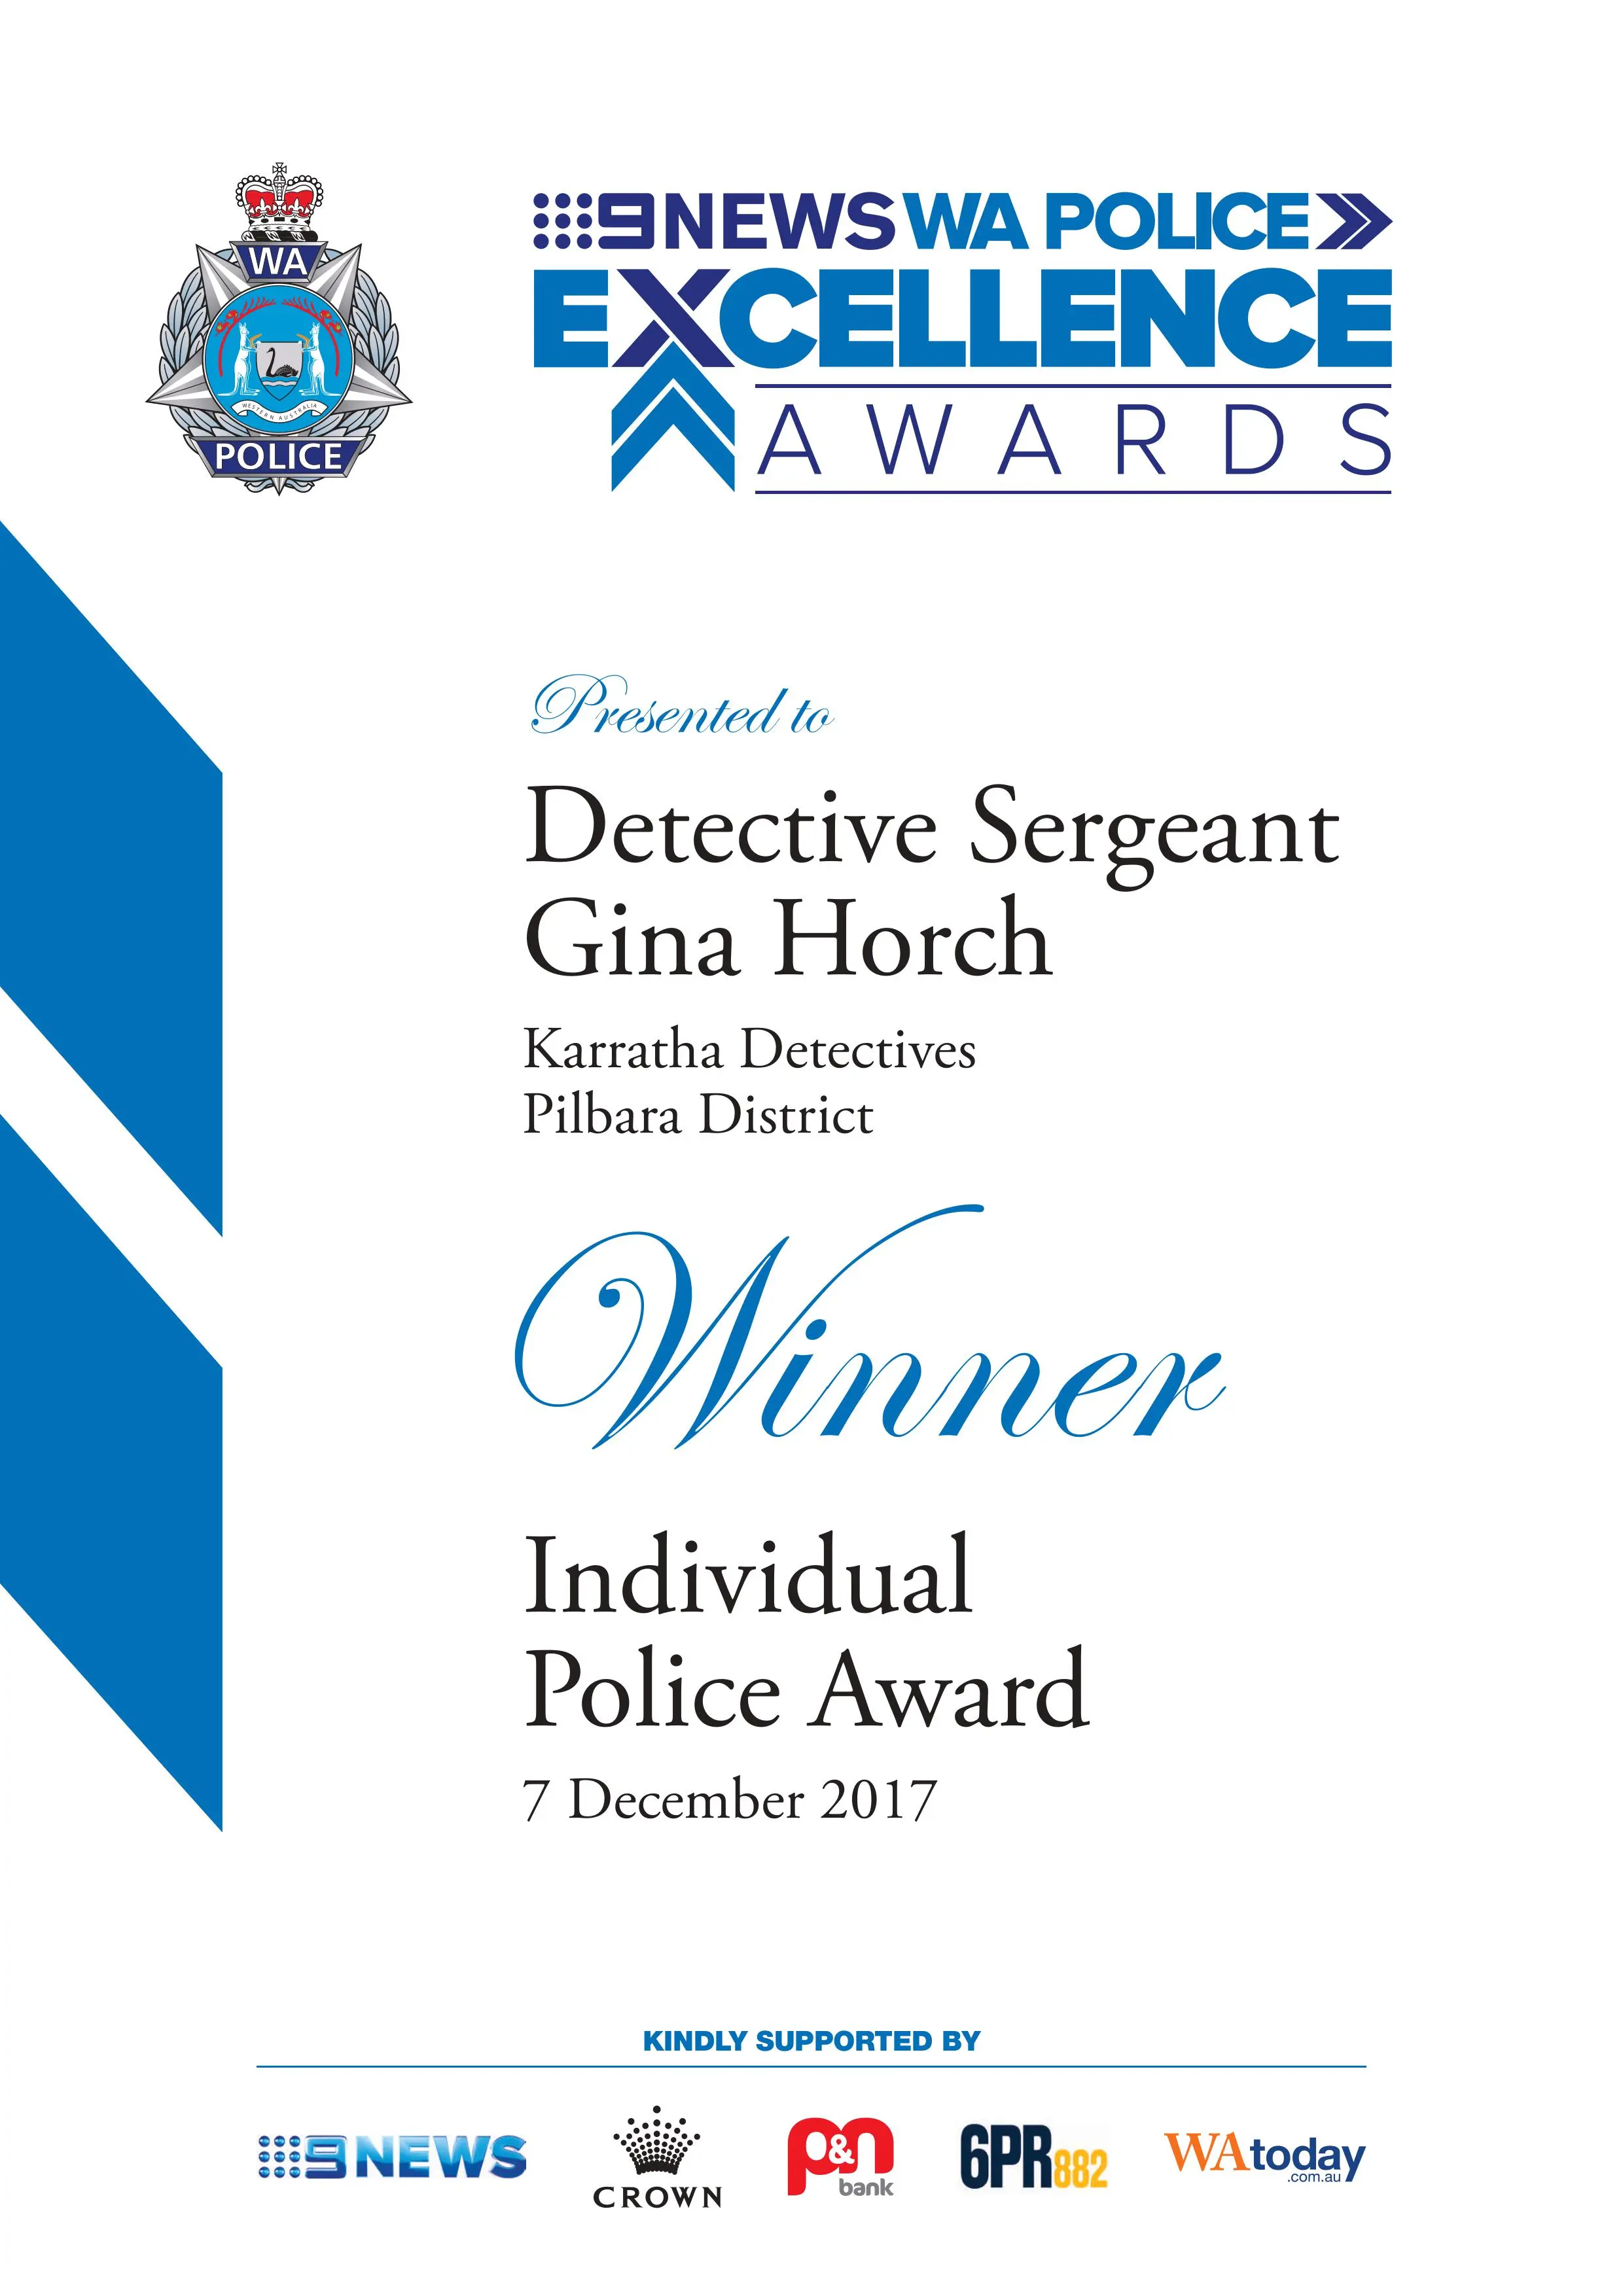 WA
WESTERN AUSTRALIA
POLICE
9NEWS WA POLICE
EXCELLENCE
AWARDS
Presented to
Detective Sergeant
Gina Horch
Karratha Detectives
Pilbara District
Winner
Individual
Police Award
7 December 2017
KINDLY SUPPORTED BY
9NEWS
CROWN
p&n
bank
6PR882
WAtoday
.com.au